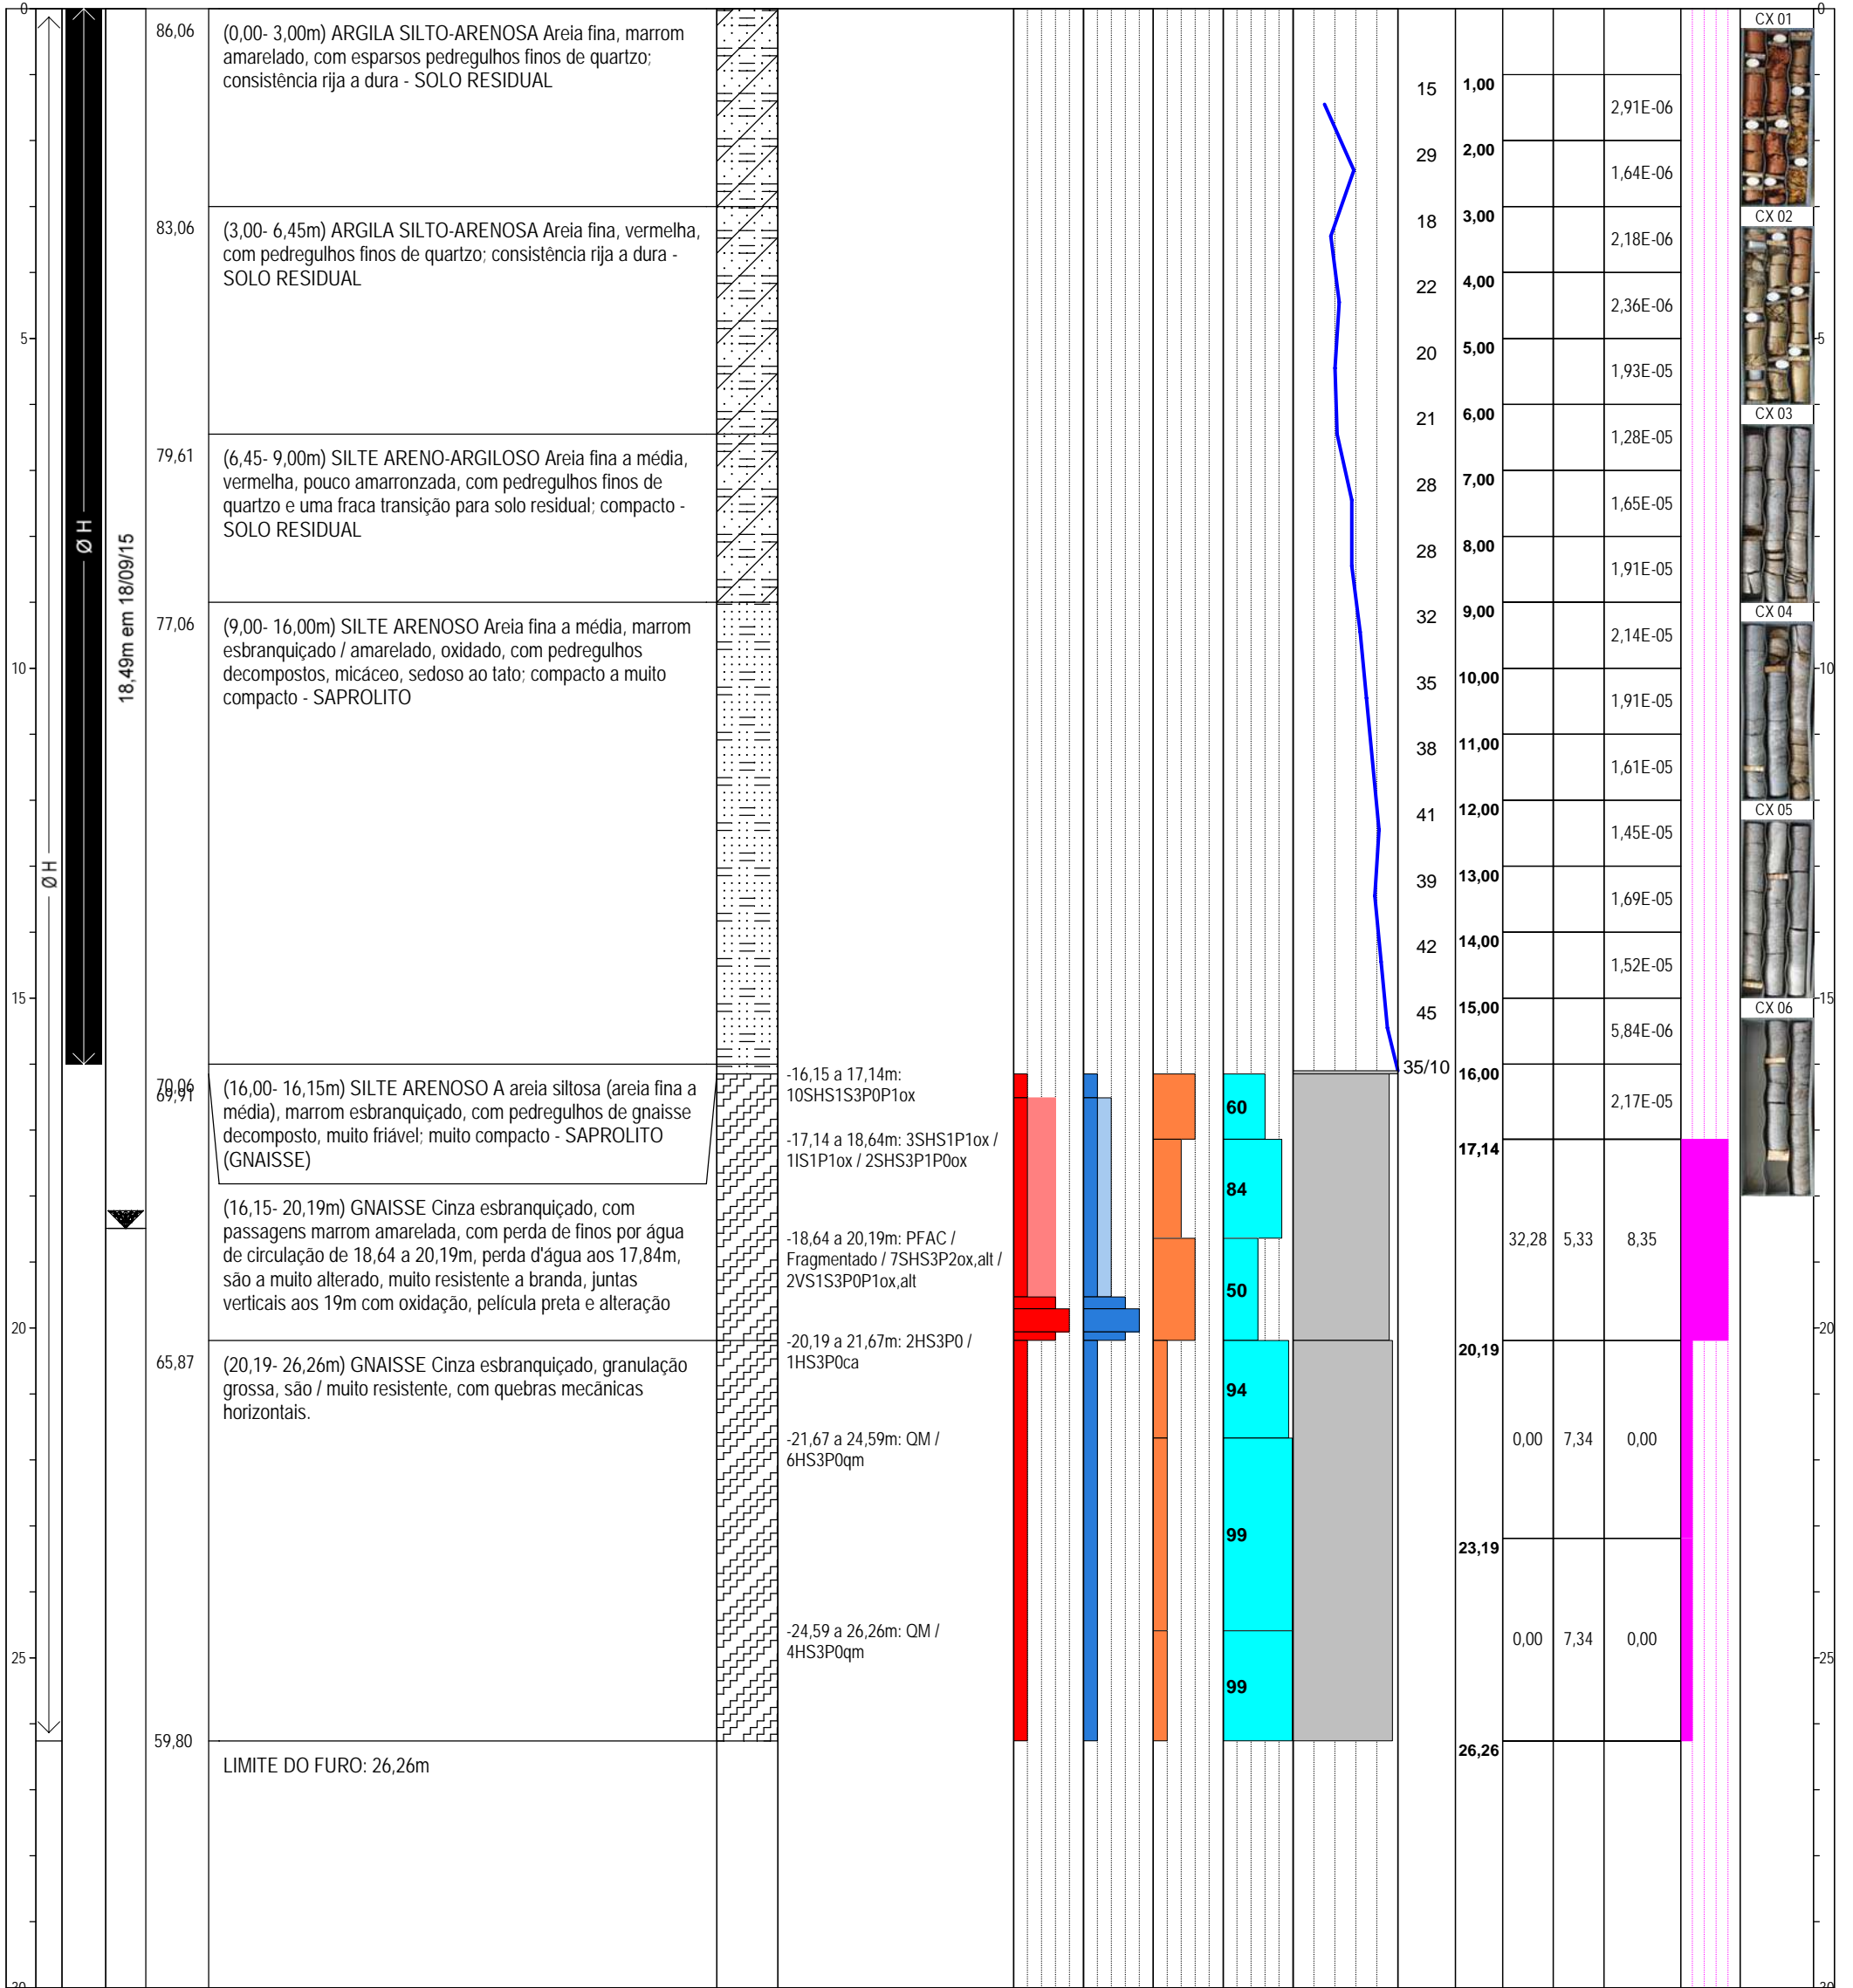 0
5
10
15
20
25
30
Ø H
Ø H
18,49m em 18/09/15
86,06
(0,00- 3,00m) ARGILA SILTO-ARENOSA Areia fina, marrom
amarelado, com esparsos pedregulhos finos de quartzo;
consistência rija a dura - SOLO RESIDUAL
83,06
(3,00- 6,45m) ARGILA SILTO-ARENOSA Areia fina, vermelha,
com pedregulhos finos de quartzo; consistência rija a dura -
SOLO RESIDUAL
79,61
(6,45- 9,00m) SILTE ARENO-ARGILOSO Areia fina a média,
vermelha, pouco amarronzada, com pedregulhos finos de
quartzo e uma fraca transição para solo residual; compacto -
SOLO RESIDUAL
77,06
(9,00- 16,00m) SILTE ARENOSO Areia fina a média, marrom
esbranquiçado / amarelado, oxidado, com pedregulhos
decompostos, micáceo, sedoso ao tato; compacto a muito
compacto - SAPROLITO
70,06
69,91
(16,00- 16,15m) SILTE ARENOSO A areia siltosa (areia fina a
média), marrom esbranquiçado, com pedregulhos de gnaisse
decomposto, muito friável; muito compacto - SAPROLITO
(GNAISSE)
(16,15- 20,19m) GNAISSE Cinza esbranquiçado, com
passagens marrom amarelada, com perda de finos por água
de circulação de 18,64 a 20,19m, perda d'água aos 17,84m,
são a muito alterado, muito resistente a branda, juntas
verticais aos 19m com oxidação, película preta e alteração
65,87
(20,19- 26,26m) GNAISSE Cinza esbranquiçado, granulação
grossa, são / muito resistente, com quebras mecânicas
horizontais.
59,80
LIMITE DO FURO: 26,26m
-16,15 a 17,14m:
10SHS1S3P0P1ox
-17,14 a 18,64m: 3SHS1P1ox /
1IS1P1ox / 2SHS3P1P0ox
-18,64 a 20,19m: PFAC /
Fragmentado / 7SHS3P2ox,alt /
2VS1S3P0P1ox,alt
-20,19 a 21,67m: 2HS3P0 /
1HS3P0ca
-21,67 a 24,59m: QM /
6HS3P0qm
-24,59 a 26,26m: QM /
4HS3P0qm
60
84
50
94
99
99
15
29
18
22
20
21
28
28
32
35
38
41
39
42
45
35/10
1,00
2,00
3,00
4,00
5,00
6,00
7,00
8,00
9,00
10,00
11,00
12,00
13,00
14,00
15,00
16,00
17,14
20,19
23,19
26,26
2,91E-06
1,64E-06
2,18E-06
2,36E-06
1,93E-05
1,28E-05
1,65E-05
1,91E-05
2,14E-05
1,91E-05
1,61E-05
1,45E-05
1,69E-05
1,52E-05
5,84E-06
2,17E-05
32,28 5,33 8,35
0,00 7,34 0,00
0,00 7,34 0,00
CX 01
CX 02
CX 03
CX 04
CX 05
CX 06
0
5
10
15
20
25
30